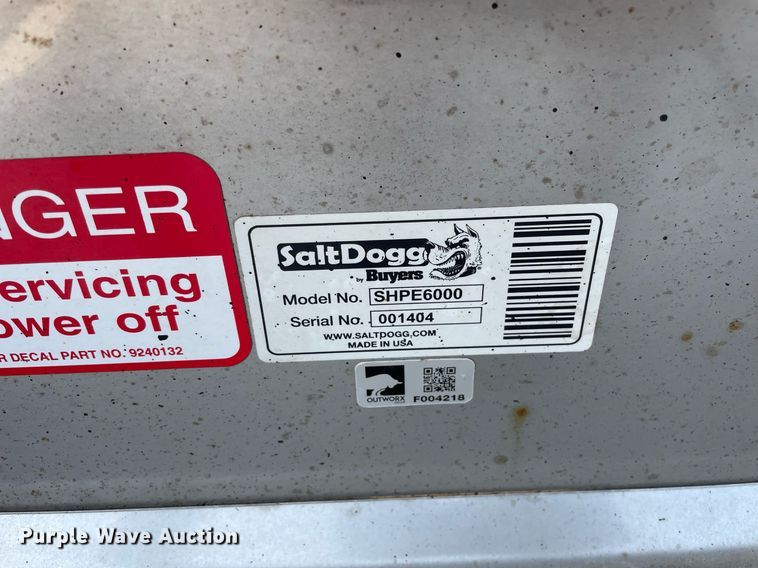 NGER
ervicing
ower off
R DECAL PART NO. 9240132
SaltDogg
by Buyers
Model No. SHPE6000
Serial No. 001404
WWW.SALTDOGG.COM
MADE IN USA
OUTWORX
F004218
Purple Wave Auction